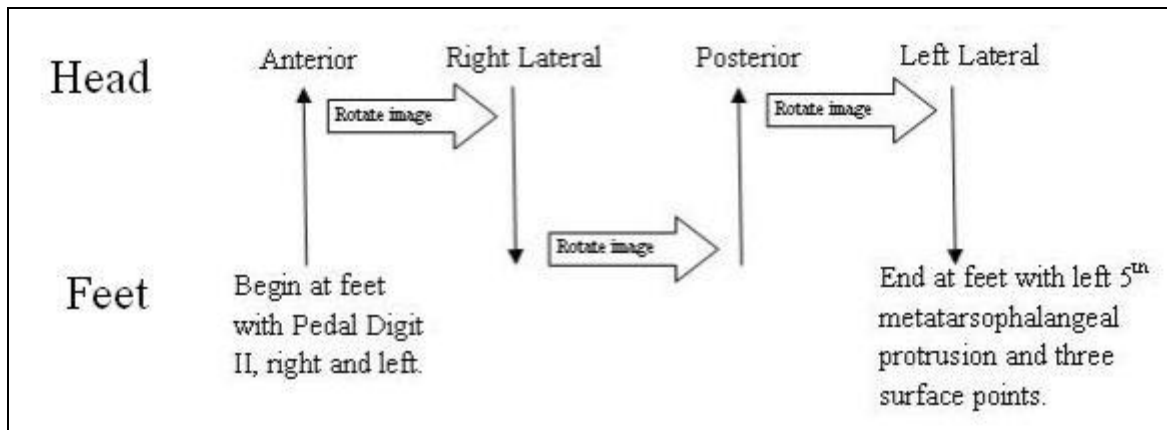 Head
Anterior
Right Lateral
Posterior
Left Lateral
Rotate image
Rotate image
Rotate image
Feet
Begin at feet
with Pedal Digit
II, right and left.
End at feet with left 5th
metatarsophalangeal
protrusion and three
surface points.